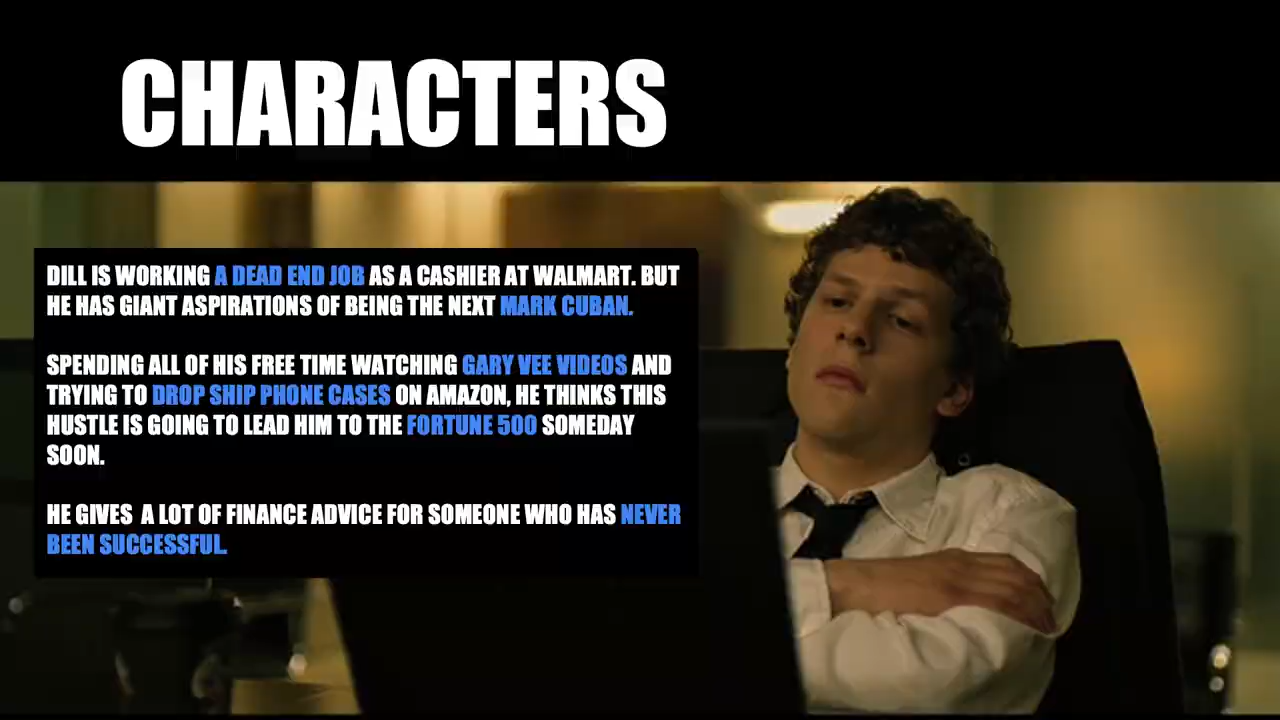 CHARACTERS
DILL IS WORKING A DEAD END JOB AS A CASHIER AT WALMART. BUT
HE HAS GIANT ASPIRATIONS OF BEING THE NEXT MARK CUBAN.
SPENDING ALL OF HIS FREE TIME WATCHING GARY VEE VIDEOS AND
TRYING TO DROP SHIP PHONE CASES ON AMAZON, HE THINKS THIS
HUSTLE IS GOING TO LEAD HIM TO THE FORTUNE 500 SOMEDAY
SOON.
HE GIVES A LOT OF FINANCE ADVICE FOR SOMEONE WHO HAS NEVER
BEEN SUCCESSFUL.